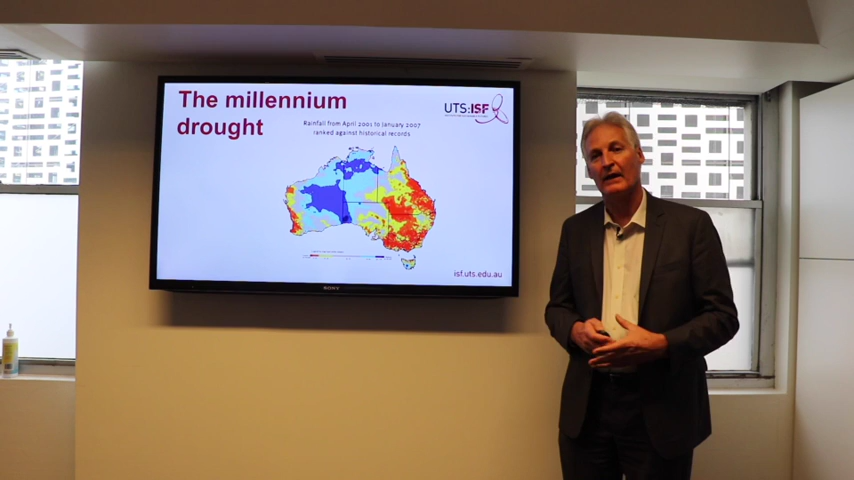 The millennium
drought
UTS:ISF
Rainfall from April 2001 to January 2007
ranked against historical records
isf.uts.edu.au
SONY